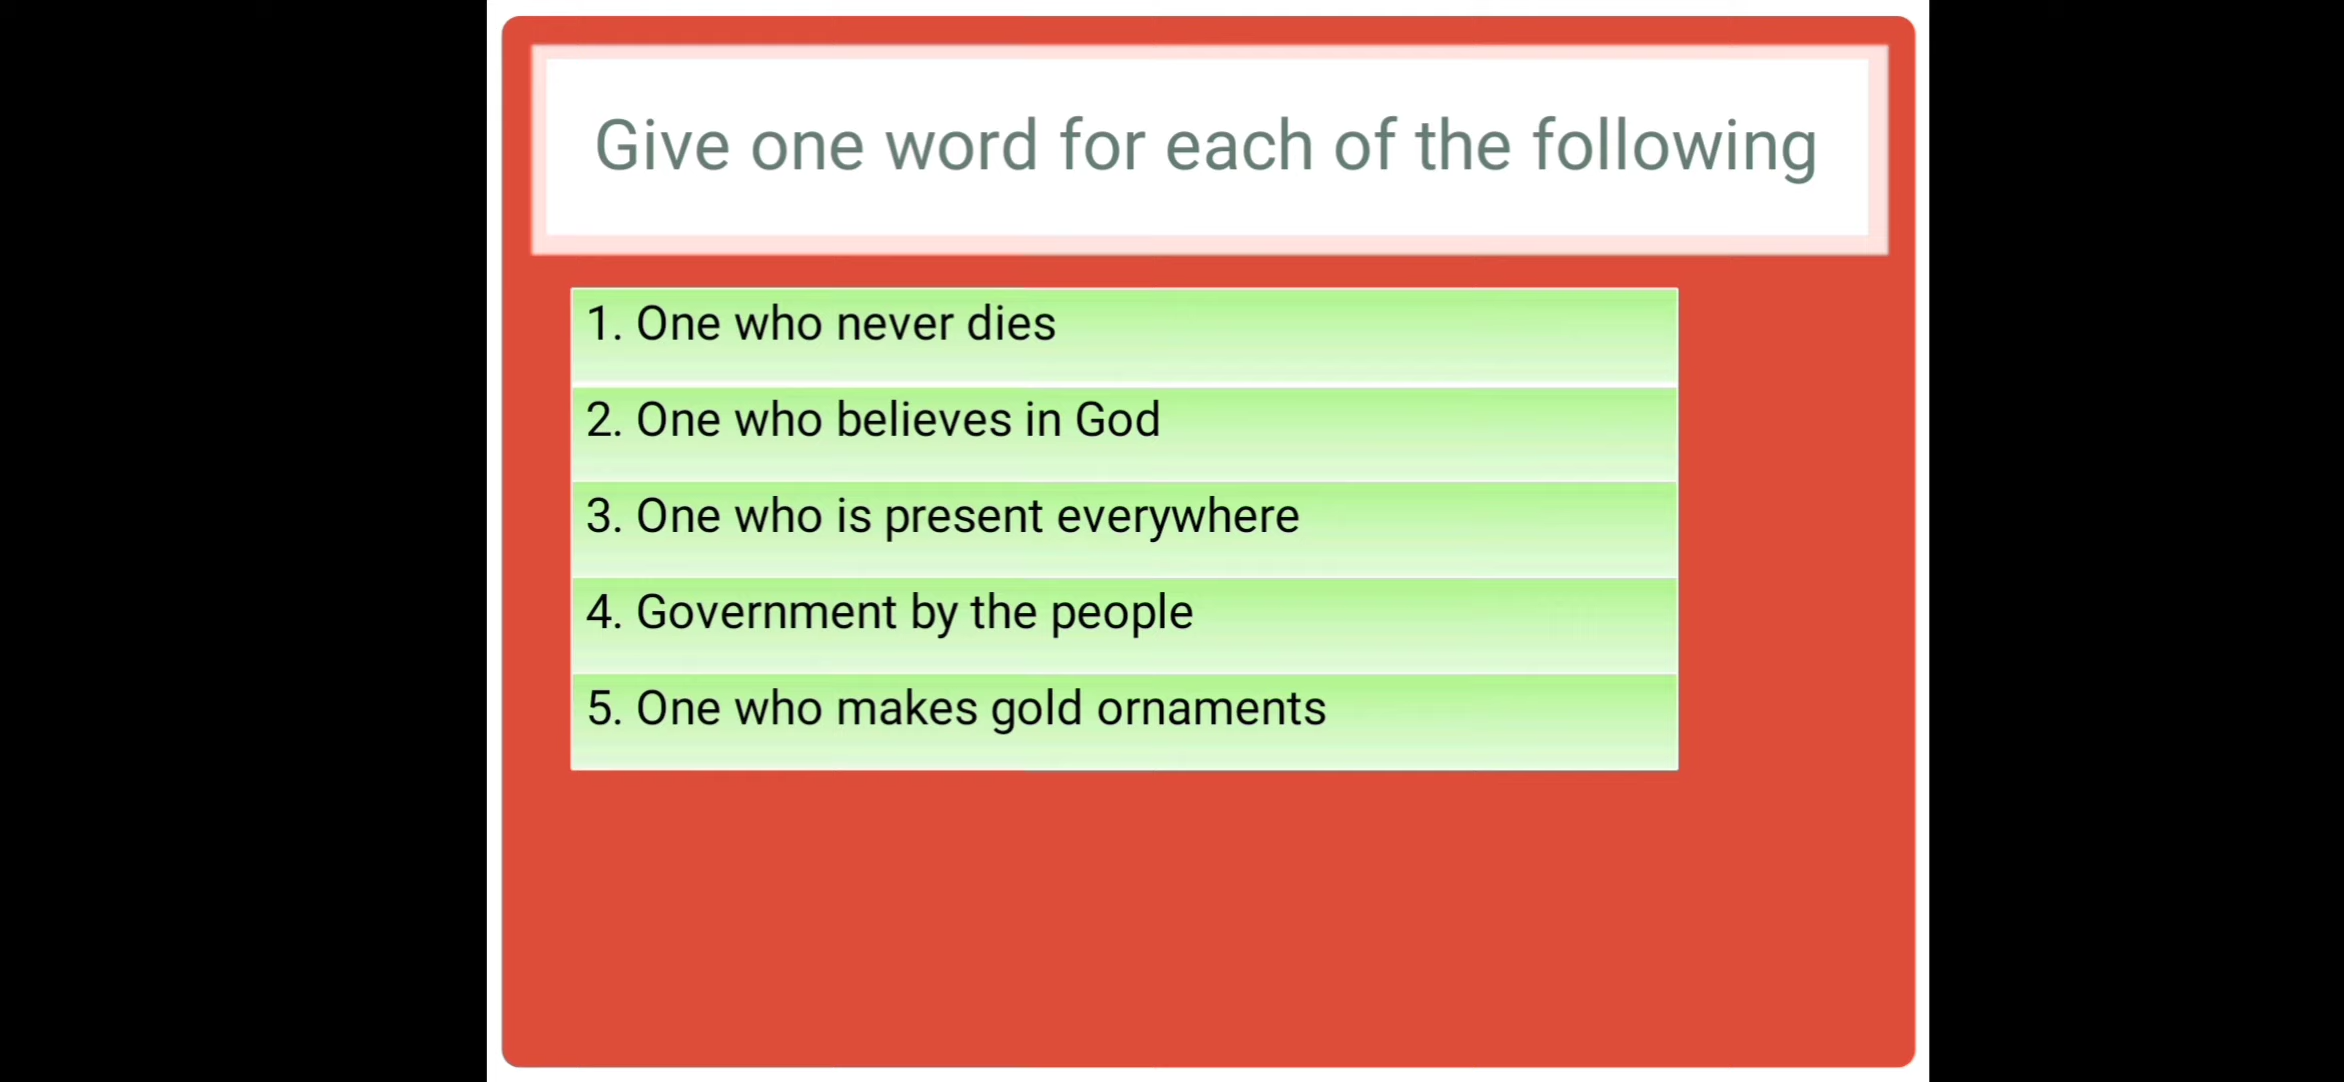 Give one word for each of the following
1. One who never dies
2. One who believes in God
3. One who is present everywhere
4. Government by the people
5. One who makes gold ornaments